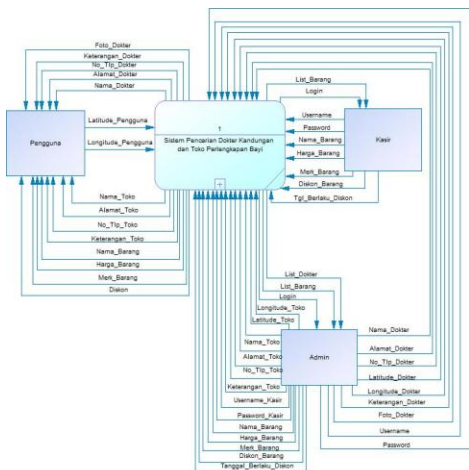 Foto_Dokter
Keterangan_Dokter
No_Tlp_Dokter
Alamat_Dokter
Nama_Dokter
Latitude_Pengguna
Longitude_Pengguna
Pengguna
Nama_Toko
Alamat_Toko
No_Tlp_Toko
Keterangan_Toko
Nama_Barang
Harga_Barang
Merk_Barang
Diskon
1
Sistem Pencarian Dokter Kandungan
dan Toko Perlengkapan Bayi
List_Barang
Login
Username
Password
Nama_Barang
Harga_Barang
Merk_Barang
Diskon_Barang
Tgl_Berlaku_Diskon
Kasir
List_Dokter
List_Barang
Login
Longitude_Toko
Latitude_Toko
Nama_Toko
Alamat_Toko
No_Tlp_Toko
Keterangan_Toko
Username_Kasir
Password_Kasir
Nama_Barang
Harga_Barang
Merk_Barang
Diskon_Barang
Tanggal_Berlaku_Diskon
Admin
Nama_Dokter
Alamat_Dokter
No_Tlp_Dokter
Latitude_Dokter
Longitude_Dokter
Keterangan_Dokter
Foto_Dokter
Username
Password